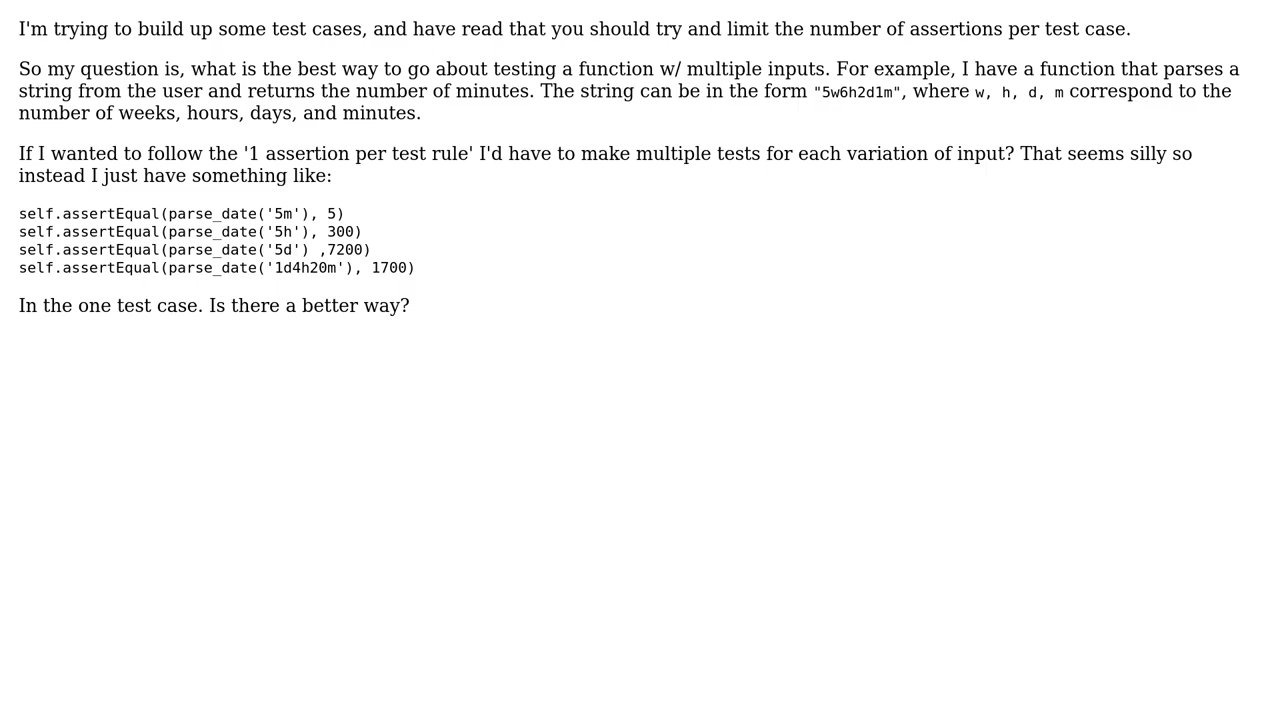 I'm trying to build up some test cases, and have read that you should try and limit the number of assertions per test case.
So my question is, what is the best way to go about testing a function w/ multiple inputs. For example, I have a function that parses a
string from the user and returns the number of minutes. The string can be in the form "5w6h2d1m", where w, h, d, m correspond to the
number of weeks, hours, days, and minutes.
If I wanted to follow the '1 assertion per test rule' I'd have to make multiple tests for each variation of input? That seems silly so
instead I just have something like:
self.assertEqual(parse_date('5m'), 5)
self.assertEqual(parse_date('5h'), 300)
self.assertEqual(parse_date('5d') ,7200)
self.assertEqual(parse_date('1d4h20m'), 1700)
In the one test case. Is there a better way?